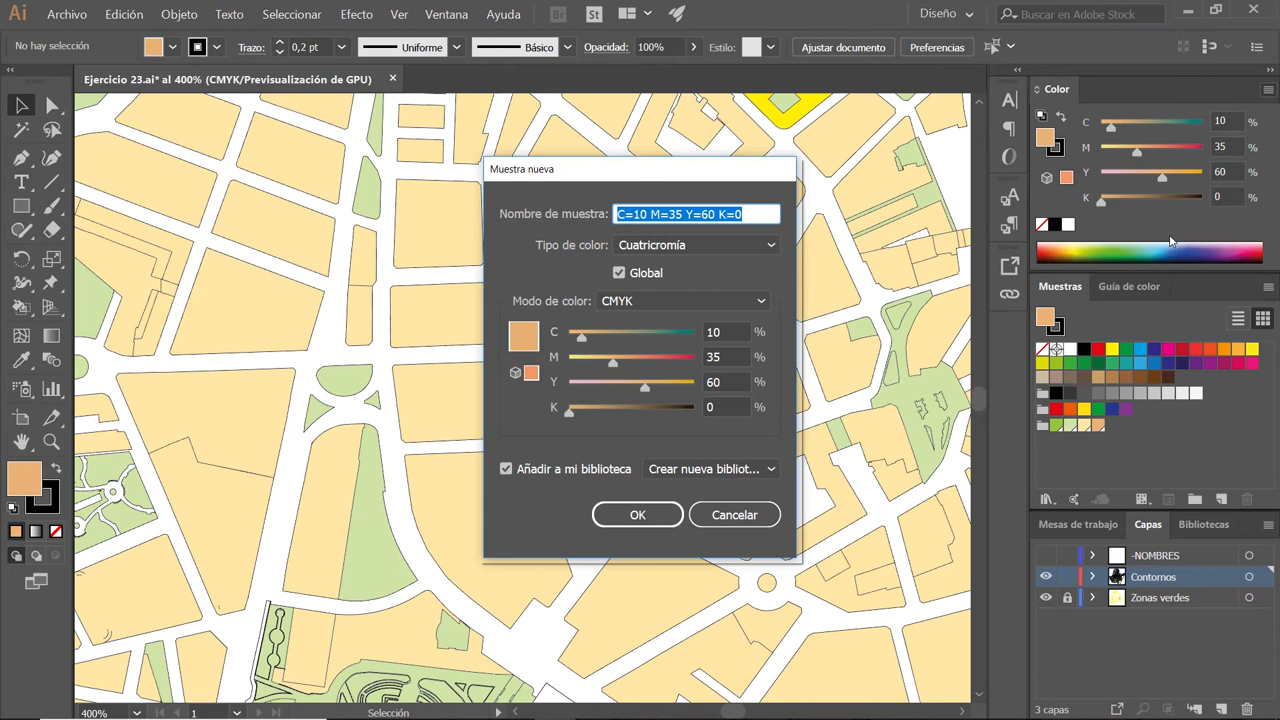 Ai Archivo Edición Objeto Texto Seleccionar Efecto Ver Ventana Ayuda Br St Diseño Buscar en Adobe Stock
No hay selección Trazo: 0,2 pt Uniforme Básico Opacidad: 100% Estilo: Ajustar documento Preferencias
Ejercicio 23.ai* al 400% (CMYK/Previsualización de GPU)
Color
C 10 %
M 35 %
Y 60 %
K 0 %
Muestra nueva
Nombre de muestra: C=10 M=35 Y=60 K=0
Tipo de color: Cuatricromía
Global
Modo de color: CMYK
C 10 %
M 35 %
Y 60 %
K 0 %
Añadir a mi biblioteca Crear nueva bibliot...
OK Cancelar
Muestras Guía de color
Mesas de trabajo Capas Bibliotecas
-NOMBRES
Contornos
Zonas verdes
3 capas
400% 1 Selección